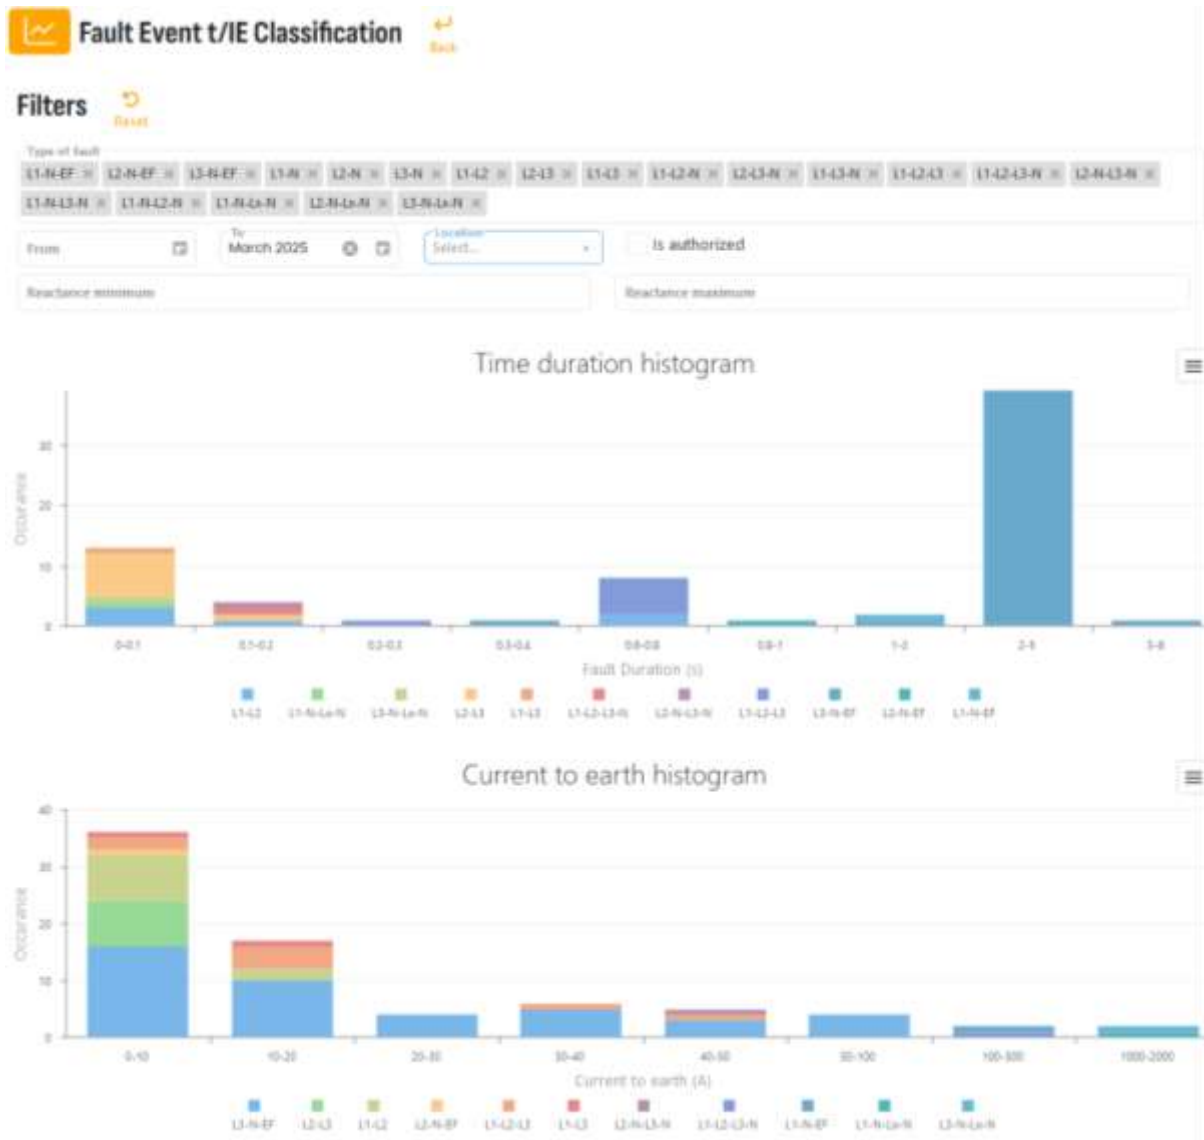 Fault Event t/IE Classification
Back
Filters
Reset
Type of fault
L1-N-EF × L2-N-EF × L3-N-EF × L1-N × L2-N × L3-N × L1-L2 × L2-L3 × L1-L3 × L1-L2-N × L2-L3-N × L1-L3-N × L1-L2-L3 × L1-L2-L3-N × L2-N-L3-N ×
L1-N-L3-N × L1-N-L2-N × L1-N-Lx-N × L2-N-Lx-N × L3-N-Lx-N ×
From
To
March 2025
Location
Select...
Is authorized
Reactance minimum
Reactance maximum
Time duration histogram
30
20
10
0
Occurance
0-0.1 0.1-0.2 0.2-0.3 0.3-0.4 0.6-0.8 0.8-1 1-2 2-5
Fault Duration (s)
L1-L2 L1-N-Lx-N L3-N-Lx-N L2-L3 L1-L3 L1-L2-L3-N L2-N-L3-N L1-L2-L3 L3-N-EF L2-N-EF L1-N-EF
Current to earth histogram
40
30
20
10
0
Occurance
0-10 10-20 20-30 30-40 40-50 50-100 1000-2000
Current to earth (A)
L3-N-EF L2-L3 L1-L2 L2-N-EF L1-L2-L3 L1-L3 L2-N-L3-N L1-L2-L3-N L1-N-EF L1-N-Lx-N L3-N-Lx-N